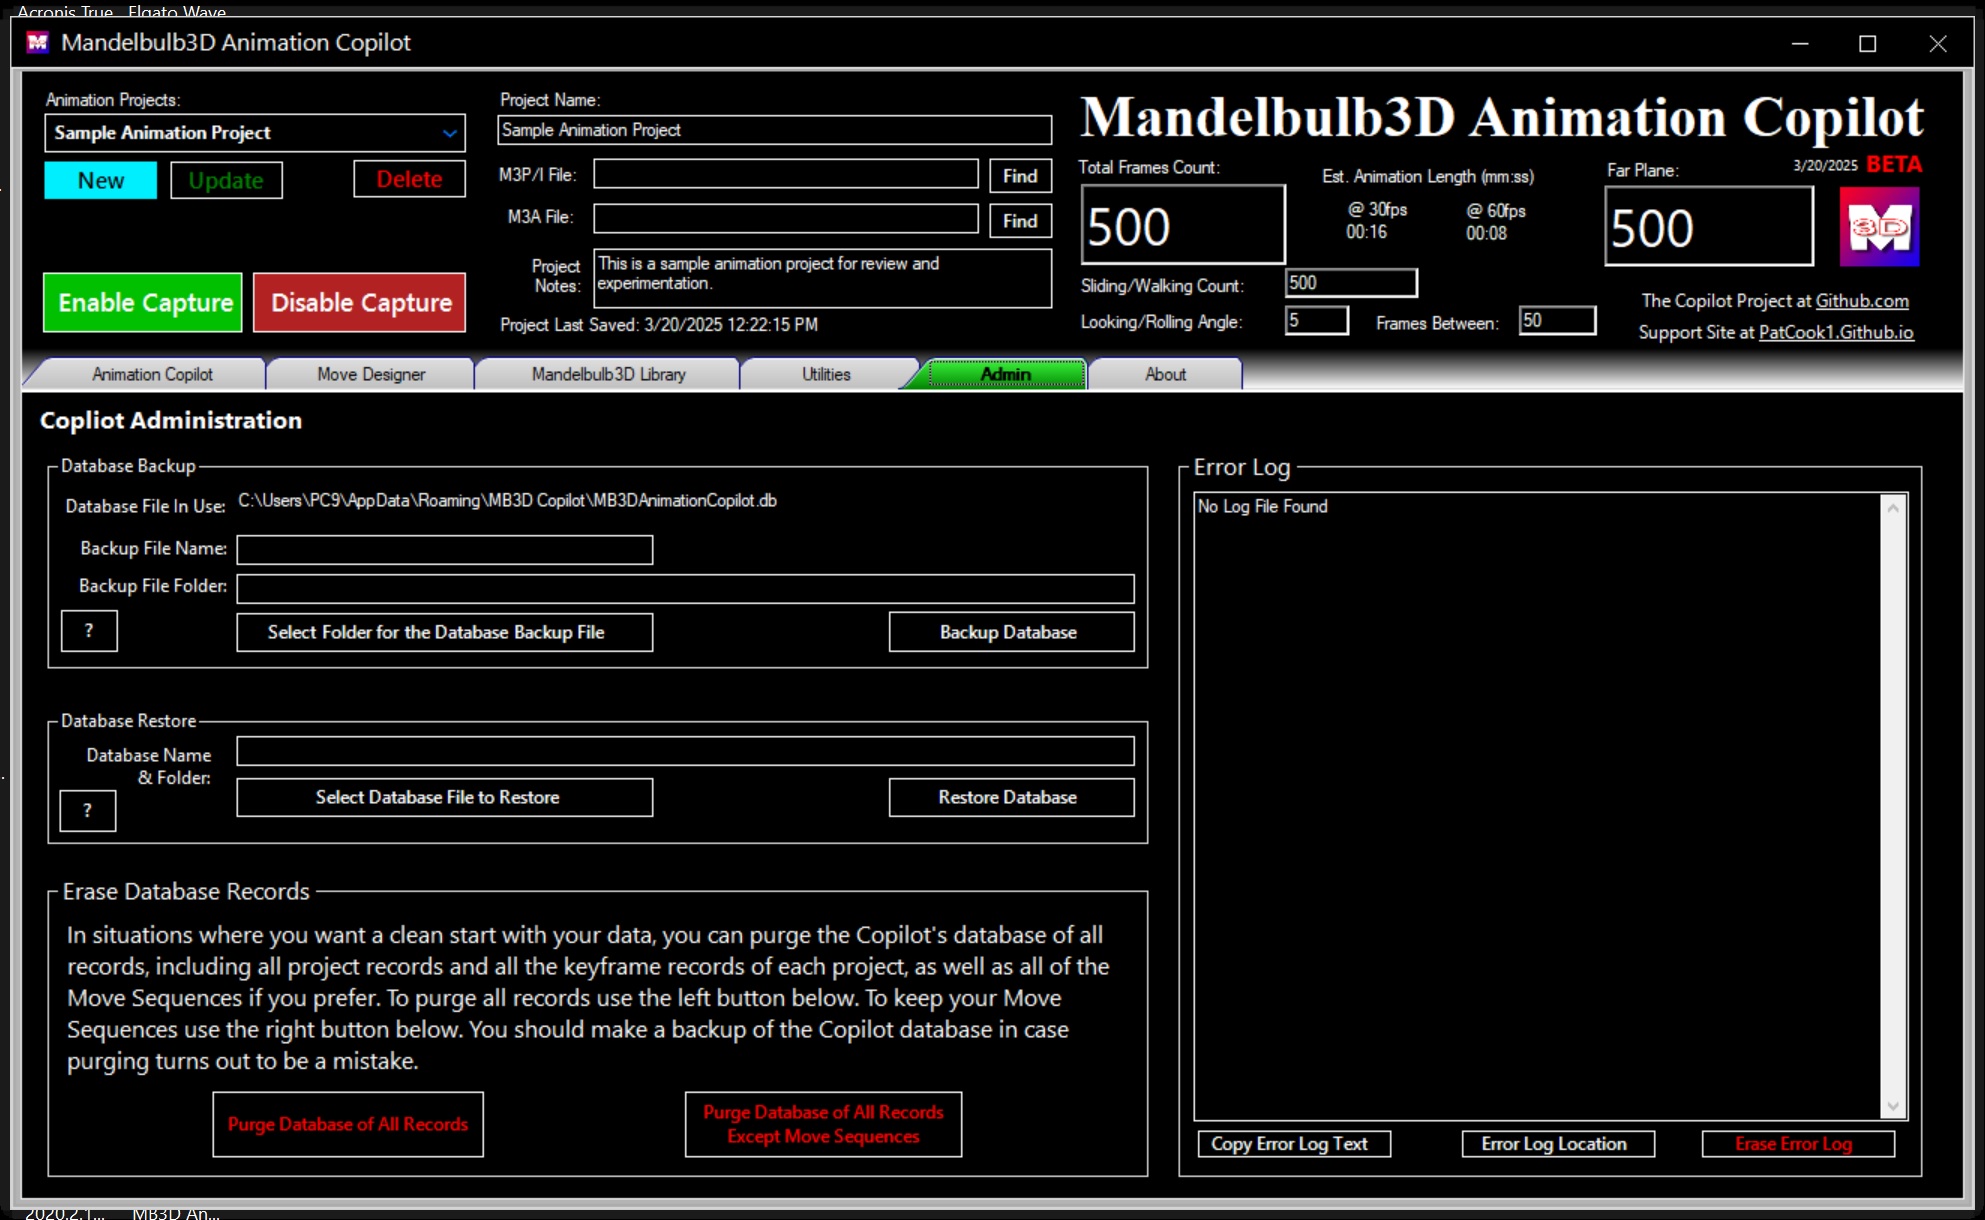 Acronis True... Elgato Wave
Mandelbulb3D Animation Copilot
Animation Projects:
Sample Animation Project
New
Update
Delete
Enable Capture
Disable Capture
Project Name:
Sample Animation Project
M3P/I File:
Find
M3A File:
Find
Project
Notes:
This is a sample animation project for review and
experimentation.
Project Last Saved: 3/20/2025 12:22:15 PM
Mandelbulb3D Animation Copilot
3/20/2025 BETA
Total Frames Count:
500
Est. Animation Length (mm:ss)
@ 30fps
00:16
@ 60fps
00:08
Far Plane:
500
M
3D
Sliding/Walking Count:
500
Looking/Rolling Angle:
5
Frames Between:
50
The Copilot Project at Github.com
Support Site at PatCook1.Github.io
Animation Copilot
Move Designer
Mandelbulb3D Library
Utilities
Admin
About
Copliot Administration
Database Backup
Database File In Use: C:\Users\PC9\AppData\Roaming\MB3D Copilot\MB3DAnimationCopilot.db
Backup File Name:
Backup File Folder:
?
Select Folder for the Database Backup File
Backup Database
Database Restore
Database Name
& Folder:
?
Select Database File to Restore
Restore Database
Erase Database Records
In situations where you want a clean start with your data, you can purge the Copilot's database of all
records, including all project records and all the keyframe records of each project, as well as all of the
Move Sequences if you prefer. To purge all records use the left button below. To keep your Move
Sequences use the right button below. You should make a backup of the Copilot database in case
purging turns out to be a mistake.
Purge Database of All Records
Purge Database of All Records
Except Move Sequences
Error Log
No Log File Found
Copy Error Log Text
Error Log Location
Erase Error Log
2020.2.1... MB3D An...